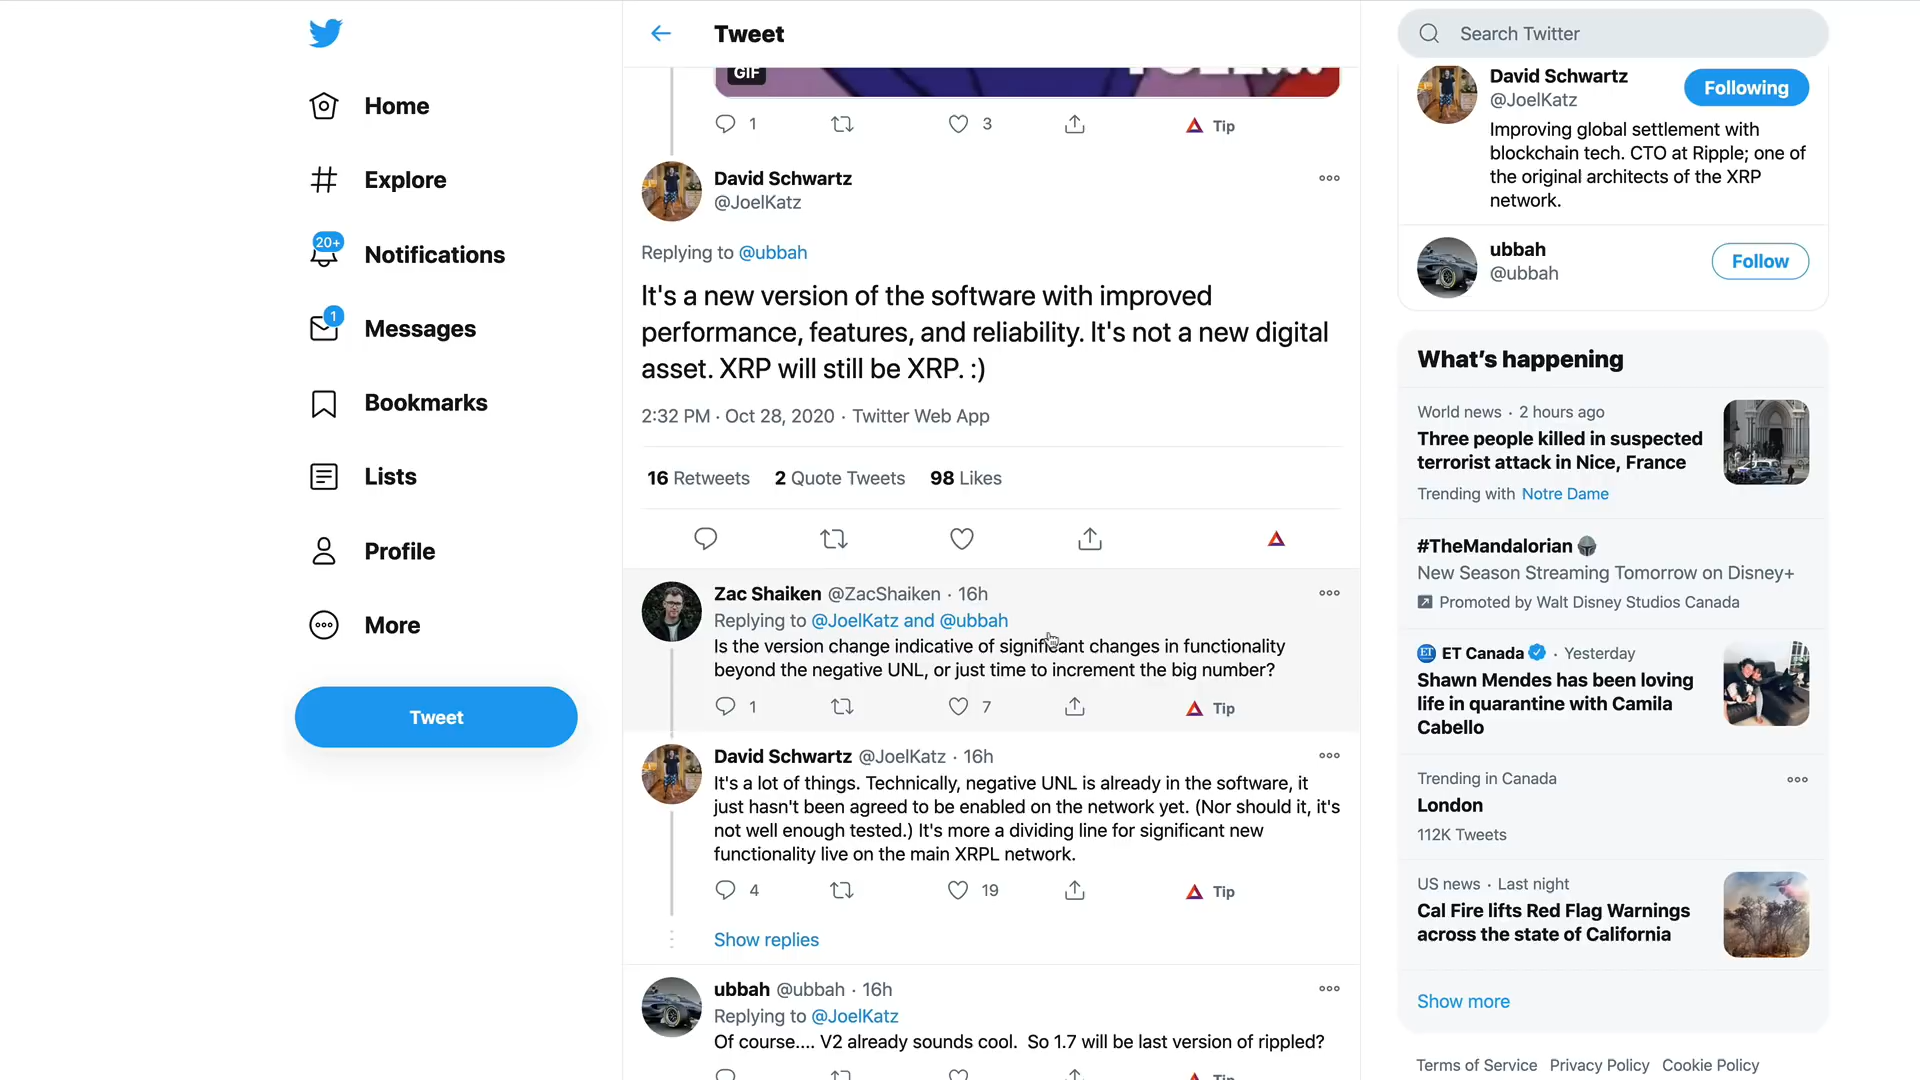 Home
Explore
20+
Notifications
1
Messages
Bookmarks
Lists
Profile
More
Tweet
Tweet
GIF
1
3
Tip
David Schwartz
@JoelKatz
Replying to @ubbah
It's a new version of the software with improved
performance, features, and reliability. It's not a new digital
asset. XRP will still be XRP. :)
2:32 PM · Oct 28, 2020 · Twitter Web App
16 Retweets 2 Quote Tweets 98 Likes
Zac Shaiken @ZacShaiken · 16h
Replying to @JoelKatz and @ubbah
Is the version change indicative of significant changes in functionality
beyond the negative UNL, or just time to increment the big number?
1
7
Tip
David Schwartz @JoelKatz · 16h
It's a lot of things. Technically, negative UNL is already in the software, it
just hasn't been agreed to be enabled on the network yet. (Nor should it, it's
not well enough tested.) It's more a dividing line for significant new
functionality live on the main XRPL network.
4
19
Tip
Show replies
ubbah @ubbah · 16h
Replying to @JoelKatz
Of course.... V2 already sounds cool. So 1.7 will be last version of rippled?
Tip
Search Twitter
David Schwartz
@JoelKatz
Following
Improving global settlement with
blockchain tech. CTO at Ripple; one of
the original architects of the XRP
network.
ubbah
@ubbah
Follow
What's happening
World news · 2 hours ago
Three people killed in suspected
terrorist attack in Nice, France
Trending with Notre Dame
#TheMandalorian
New Season Streaming Tomorrow on Disney+
Promoted by Walt Disney Studios Canada
ET
ET Canada · Yesterday
Shawn Mendes has been loving
life in quarantine with Camila
Cabello
Trending in Canada
London
112K Tweets
US news · Last night
Cal Fire lifts Red Flag Warnings
across the state of California
Show more
Terms of Service Privacy Policy Cookie Policy